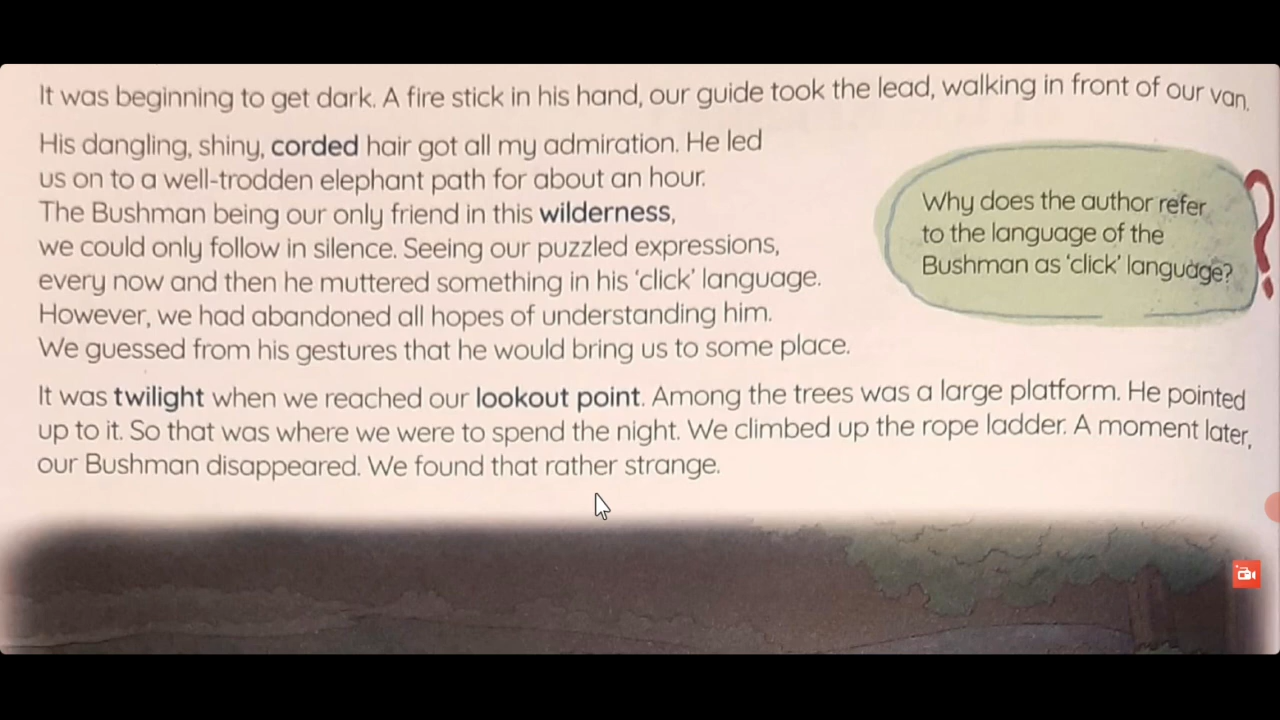 It was beginning to get dark. A fire stick in his hand, our guide took the lead, walking in front of our van.
His dangling, shiny, corded hair got all my admiration. He led
us on to a well-trodden elephant path for about an hour.
The Bushman being our only friend in this wilderness,
we could only follow in silence. Seeing our puzzled expressions,
every now and then he muttered something in his ‘click’ language.
However, we had abandoned all hopes of understanding him.
We guessed from his gestures that he would bring us to some place.
Why does the author refer
to the language of the
Bushman as ‘click’ language?
?
It was twilight when we reached our lookout point. Among the trees was a large platform. He pointed
up to it. So that was where we were to spend the night. We climbed up the rope ladder. A moment later,
our Bushman disappeared. We found that rather strange.